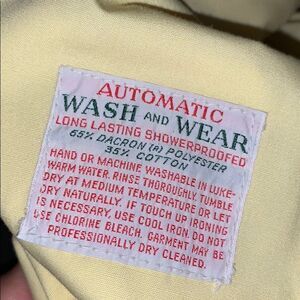 AUTOMATIC
WASH AND WEAR
LONG LASTING SHOWERPROOFED
65% DACRON (R) POLYESTER
35% COTTON
HAND OR MACHINE WASHABLE IN LUKE-
WARM WATER. RINSE THOROUGHLY. TUMBLE
DRY AT MEDIUM TEMPERATURE OR LET
DRY NATURALLY. IF TOUCH UP IRONING
IS NECESSARY, USE COOL IRON. DO NOT
USE CHLORINE BLEACH. GARMENT MAY BE
PROFESSIONALLY DRY CLEANED.